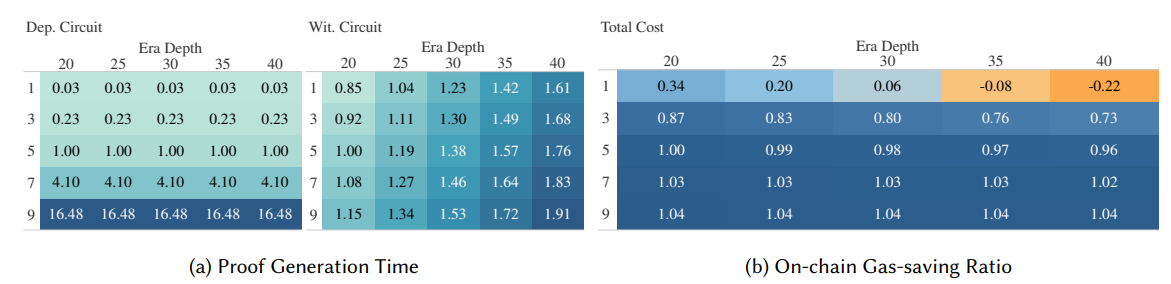 Dep. Circuit
Era Depth
20 25 30 35 40
1 0.03 0.03 0.03 0.03 0.03
3 0.23 0.23 0.23 0.23 0.23
5 1.00 1.00 1.00 1.00 1.00
7 4.10 4.10 4.10 4.10 4.10
9 16.48 16.48 16.48 16.48 16.48
Wit. Circuit
Era Depth
20 25 30 35 40
1 0.85 1.04 1.23 1.42 1.61
3 0.92 1.11 1.30 1.49 1.68
5 1.00 1.19 1.38 1.57 1.76
7 1.08 1.27 1.46 1.64 1.83
9 1.15 1.34 1.53 1.72 1.91
(a) Proof Generation Time
Total Cost
Era Depth
20 25 30 35 40
1 0.34 0.20 0.06 -0.08 -0.22
3 0.87 0.83 0.80 0.76 0.73
5 1.00 0.99 0.98 0.97 0.96
7 1.03 1.03 1.03 1.03 1.02
9 1.04 1.04 1.04 1.04 1.04
(b) On-chain Gas-saving Ratio